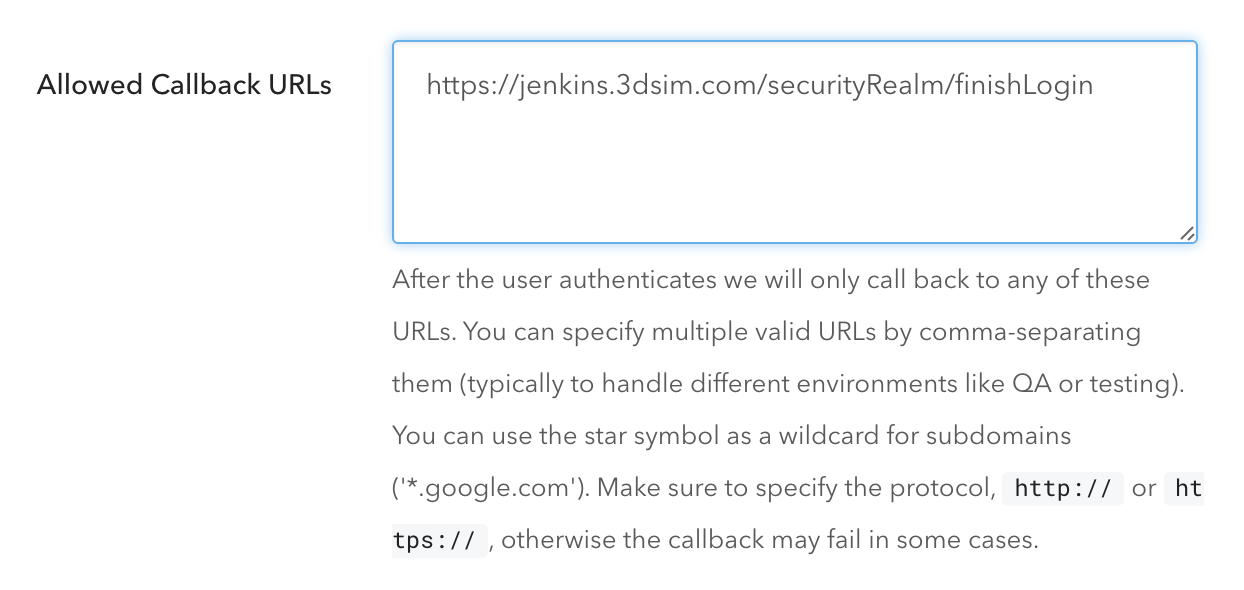 Allowed Callback URLs
https://jenkins.3dsim.com/securityRealm/finishLogin
After the user authenticates we will only call back to any of these
URLs. You can specify multiple valid URLs by comma-separating
them (typically to handle different environments like QA or testing).
You can use the star symbol as a wildcard for subdomains
('*.google.com'). Make sure to specify the protocol, http:// or ht
tps://, otherwise the callback may fail in some cases.